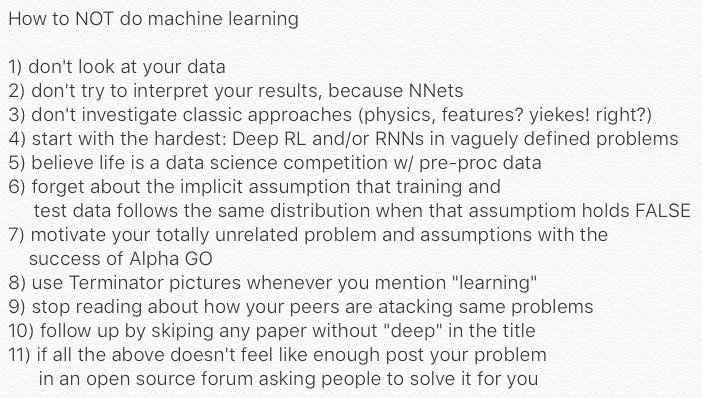 How to NOT do machine learning
1) don't look at your data
2) don't try to interpret your results, because NNets
3) don't investigate classic approaches (physics, features? yiekes! right?)
4) start with the hardest: Deep RL and/or RNNs in vaguely defined problems
5) believe life is a data science competition w/ pre-proc data
6) forget about the implicit assumption that training and
test data follows the same distribution when that assumptiom holds FALSE
7) motivate your totally unrelated problem and assumptions with the
success of Alpha GO
8) use Terminator pictures whenever you mention "learning"
9) stop reading about how your peers are atacking same problems
10) follow up by skiping any paper without "deep" in the title
11) if all the above doesn't feel like enough post your problem
in an open source forum asking people to solve it for you